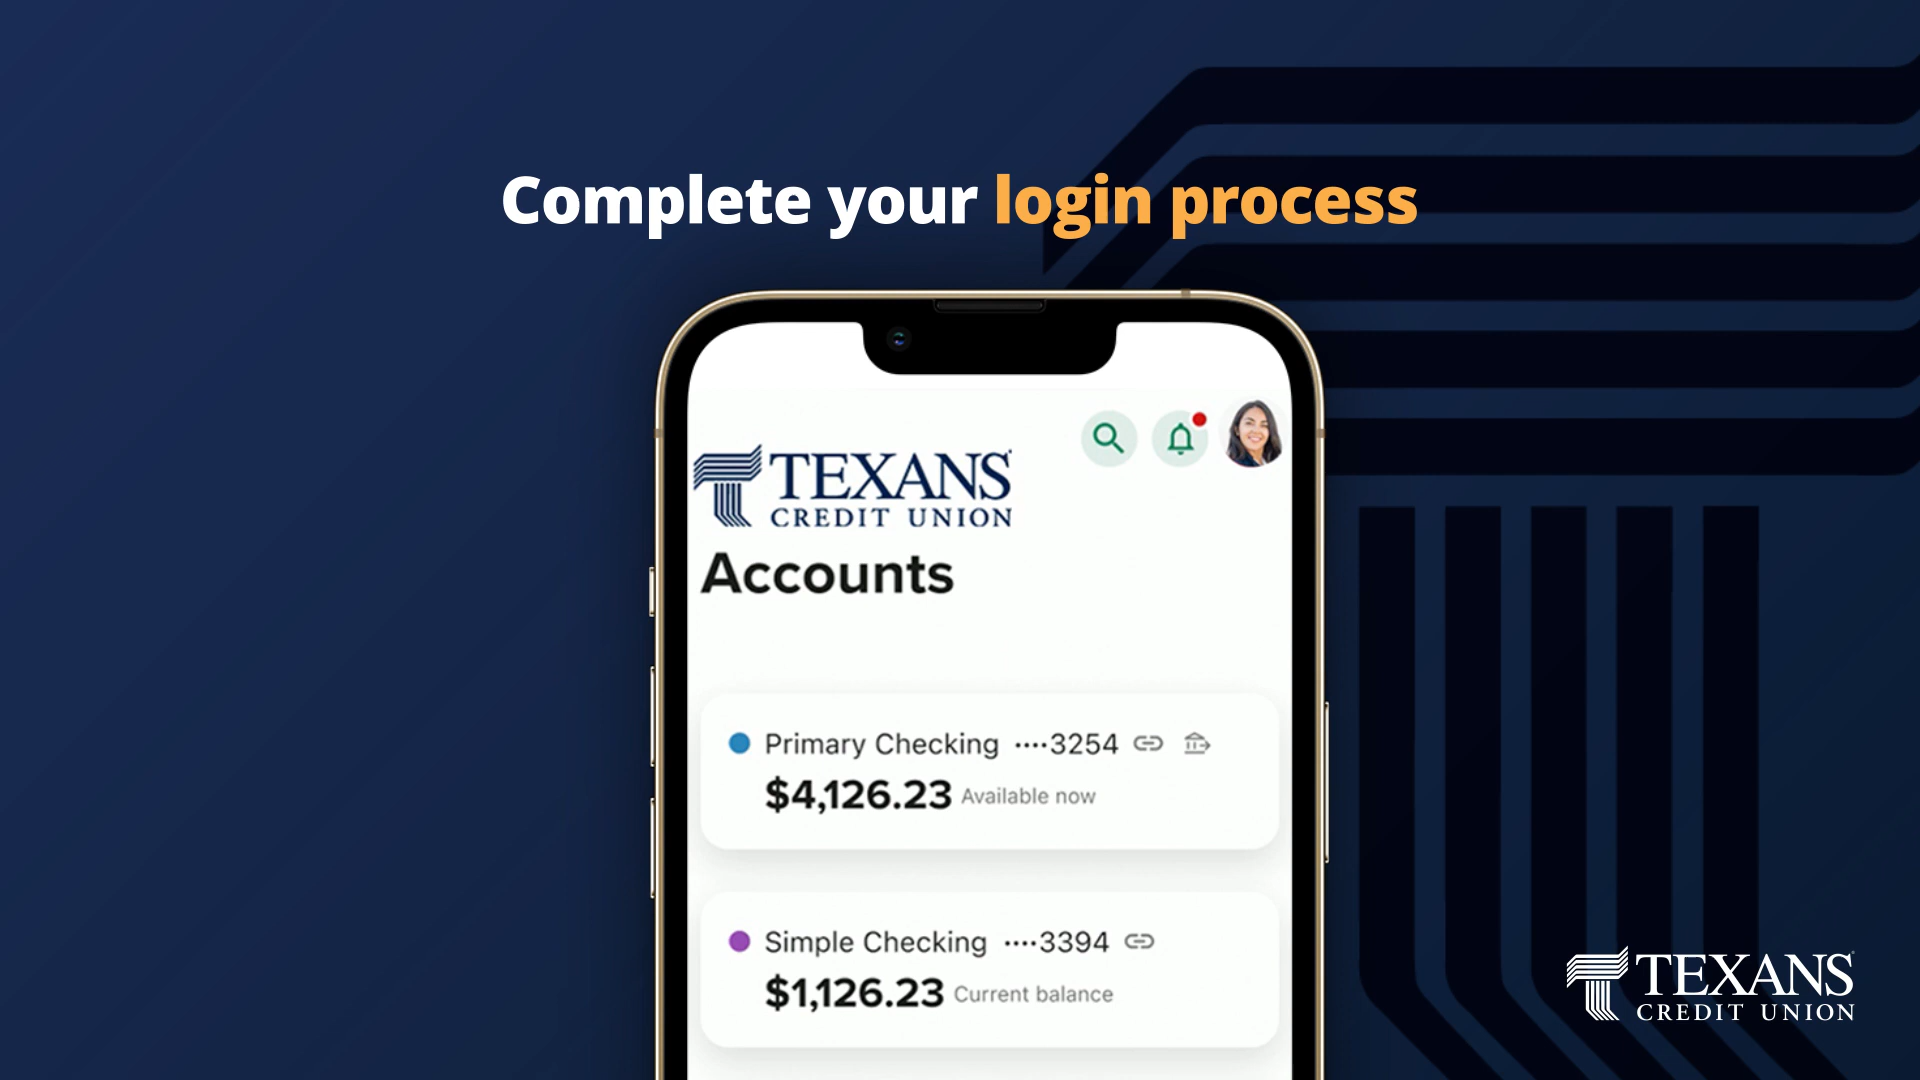 Complete your login process
TEXANS
CREDIT UNION
Accounts
Primary Checking ····3254
$4,126.23 Available now
Simple Checking ····3394
$1,126.23 Current balance
TEXANS
CREDIT UNION